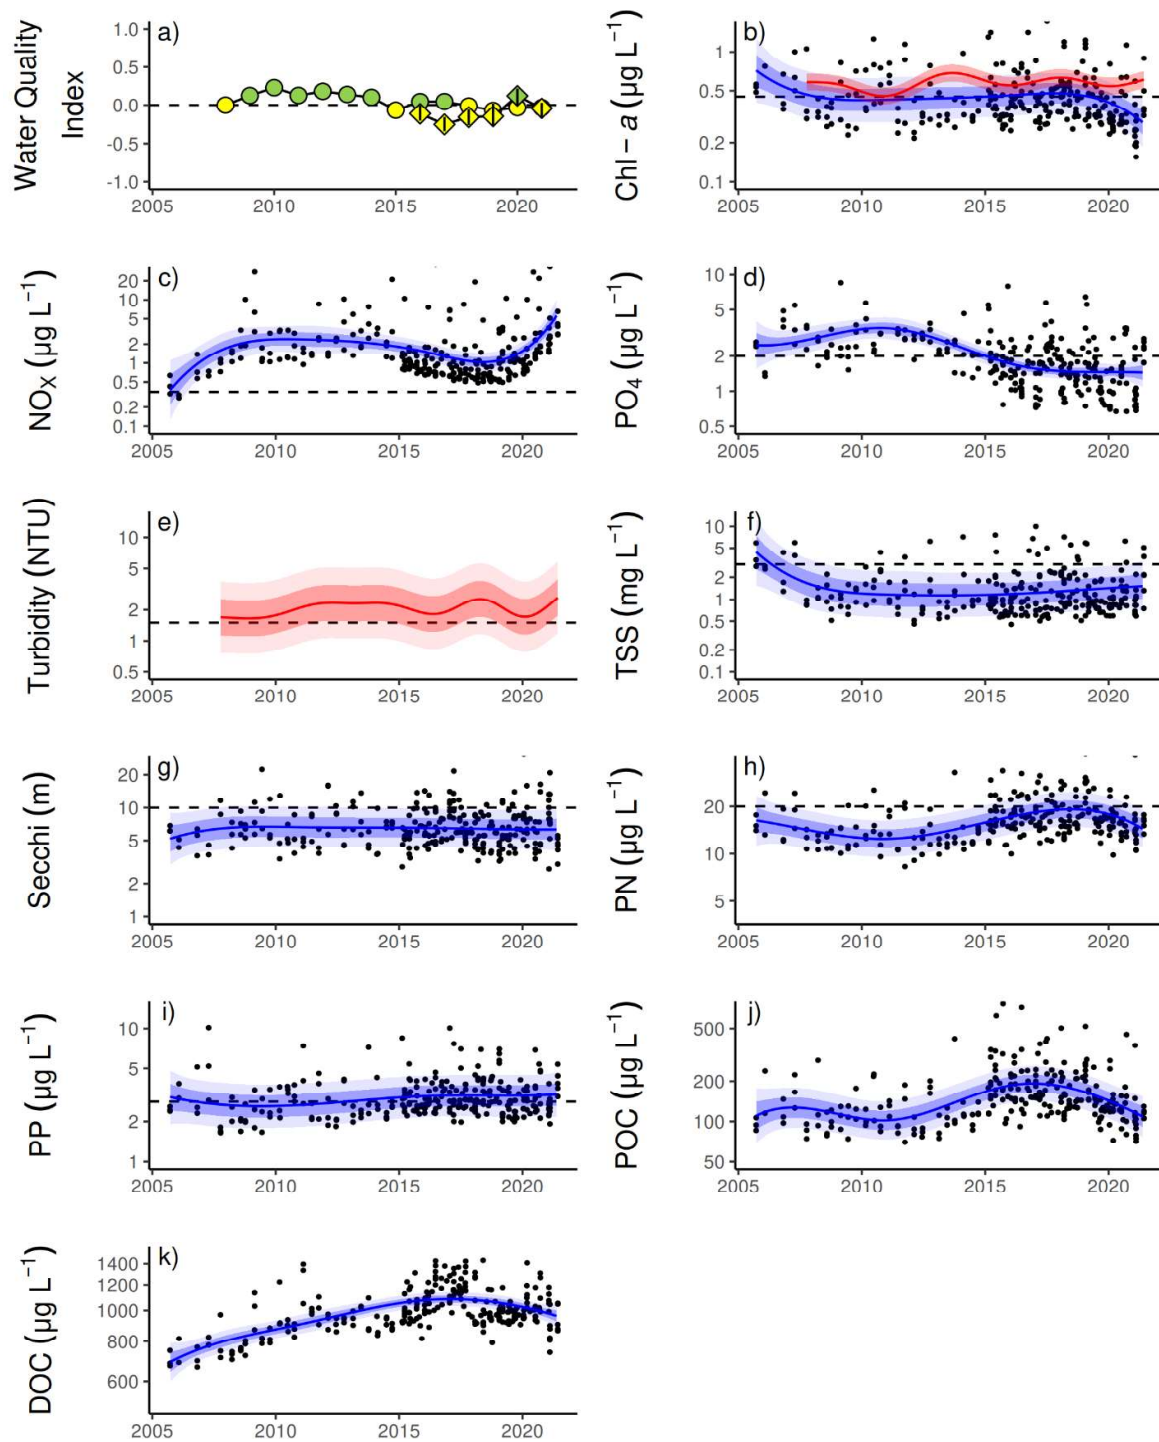 Water Quality
Index
a)
1.0
0.5
0.0
-0.5
-1.0
2005 2010 2015 2020
Chl − a (µg L⁻¹)
b)
1
0.5
0.2
0.1
2005 2010 2015 2020
NOX (µg L⁻¹)
c)
20
10
5
2
1
0.5
0.2
0.1
2005 2010 2015 2020
PO4 (µg L⁻¹)
d)
10
5
2
1
0.5
2005 2010 2015 2020
Turbidity (NTU)
e)
10
5
2
1
0.5
2005 2010 2015 2020
TSS (mg L⁻¹)
f)
10
5
2
1
0.5
0.2
0.1
2005 2010 2015 2020
Secchi (m)
g)
20
10
5
2
1
2005 2010 2015 2020
PN (µg L⁻¹)
h)
20
10
5
2005 2010 2015 2020
PP (µg L⁻¹)
i)
10
5
2
1
2005 2010 2015 2020
POC (µg L⁻¹)
j)
500
200
100
50
2005 2010 2015 2020
DOC (µg L⁻¹)
k)
1400
1200
1000
800
600
2005 2010 2015 2020